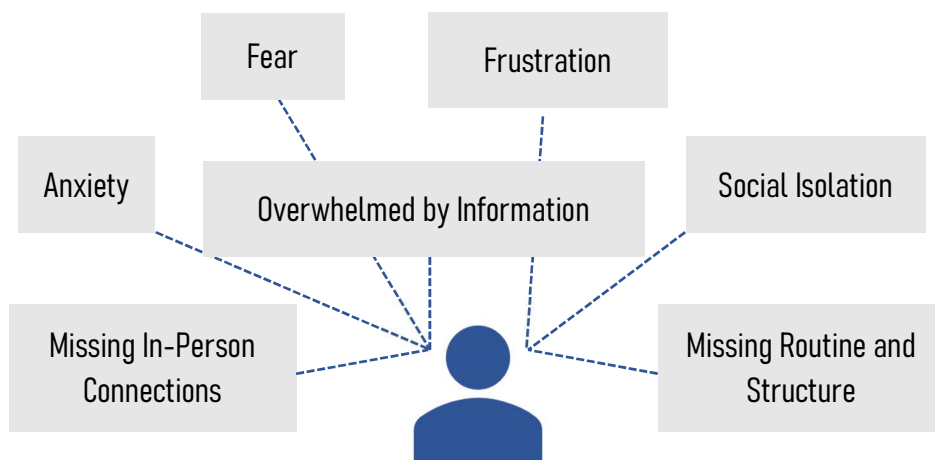 Fear
Frustration
Anxiety
Overwhelmed by Information
Social Isolation
Missing In-Person
Connections
Missing Routine and
Structure